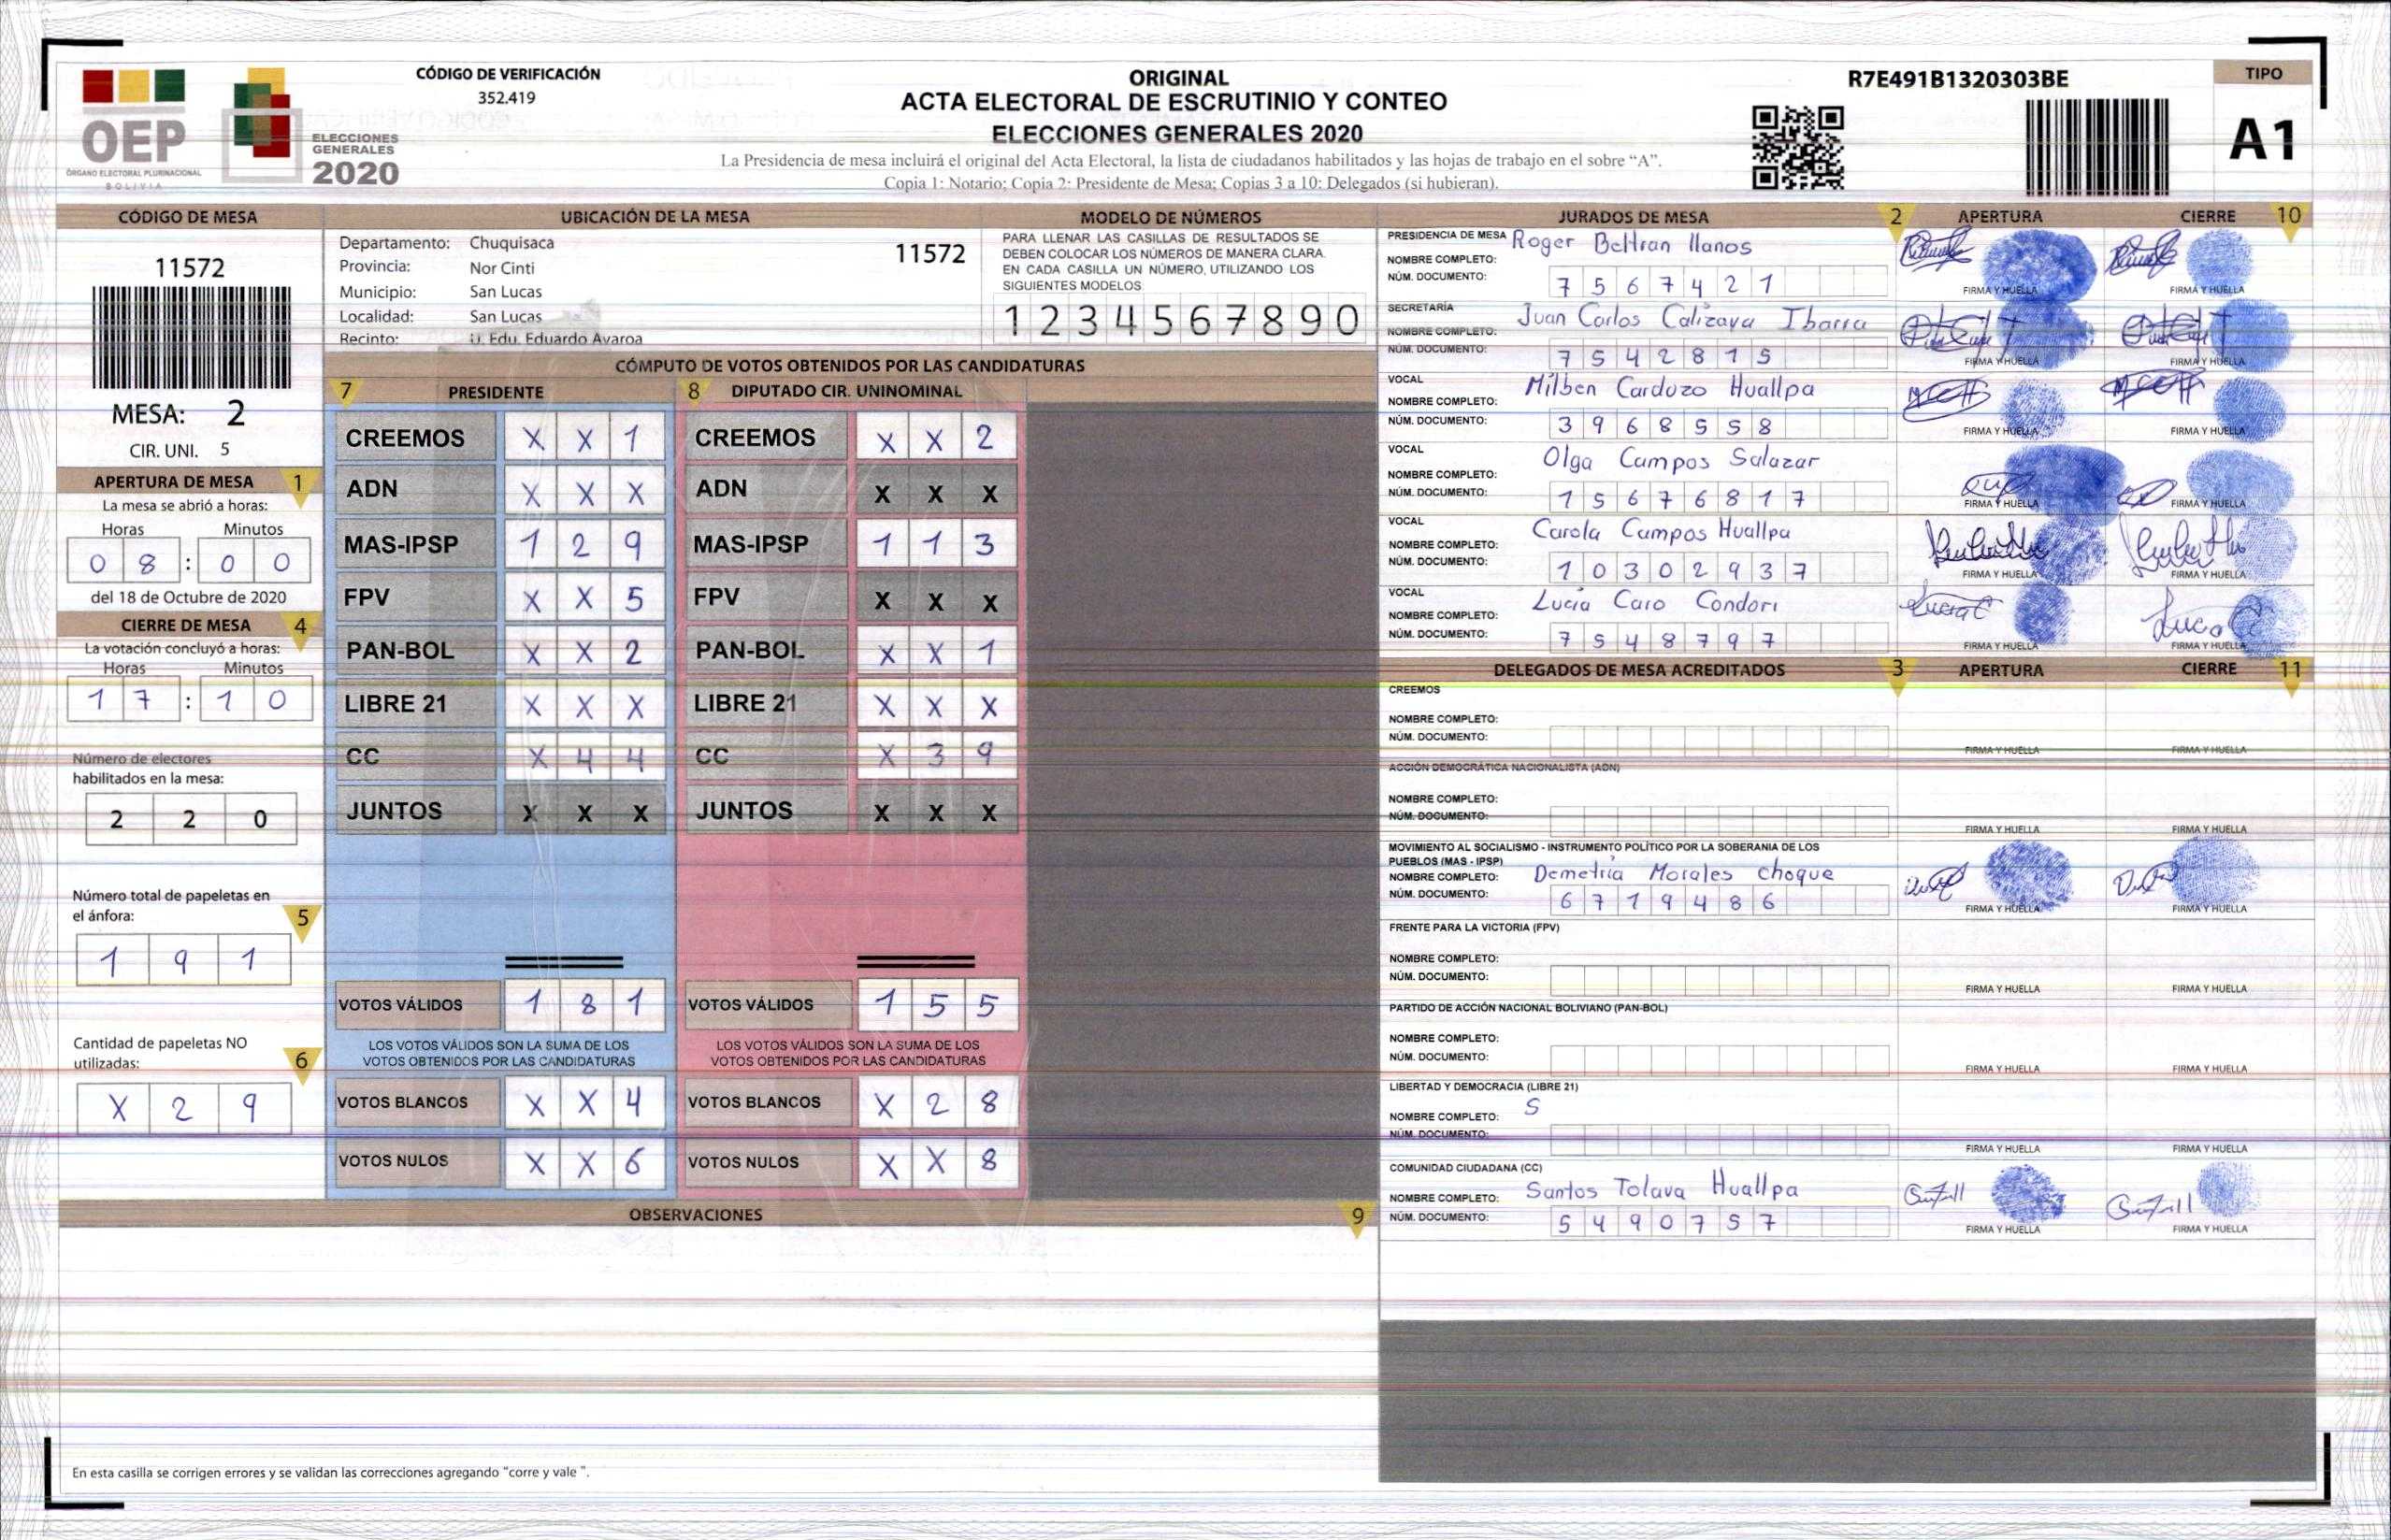 OEP
ÓRGANO ELECTORAL PLURINACIONAL
BOLIVIA
ELECCIONES
GENERALES
2020
CÓDIGO DE VERIFICACIÓN
352.419
ORIGINAL
ACTA ELECTORAL DE ESCRUTINIO Y CONTEO
ELECCIONES GENERALES 2020
La Presidencia de mesa incluirá el original del Acta Electoral, la lista de ciudadanos habilitados y las hojas de trabajo en el sobre “A”.
Copia 1: Notario; Copia 2: Presidente de Mesa; Copias 3 a 10: Delegados (si hubieran).
R7E491B1320303BE
TIPO
A1
CÓDIGO DE MESA
11572
MESA: 2
CIR. UNI. 5
APERTURA DE MESA 1
La mesa se abrió a horas:
Horas Minutos
0 8 : 0 0
del 18 de Octubre de 2020
CIERRE DE MESA 4
La votación concluyó a horas:
Horas Minutos
1 7 : 1 0
Número de electores
habilitados en la mesa:
2 2 0
Número total de papeletas en
el ánfora: 5
1 9 1
Cantidad de papeletas NO
utilizadas: 6
X 2 9
UBICACIÓN DE LA MESA
Departamento: Chuquisaca 11572
Provincia: Nor Cinti
Municipio: San Lucas
Localidad: San Lucas
Recinto: U. Edu. Eduardo Avaroa
MODELO DE NÚMEROS
PARA LLENAR LAS CASILLAS DE RESULTADOS SE
DEBEN COLOCAR LOS NÚMEROS DE MANERA CLARA.
EN CADA CASILLA UN NÚMERO, UTILIZANDO LOS
SIGUIENTES MODELOS
1 2 3 4 5 6 7 8 9 0
CÓMPUTO DE VOTOS OBTENIDOS POR LAS CANDIDATURAS
7 PRESIDENTE 8 DIPUTADO CIR. UNINOMINAL
CREEMOS X X 1 CREEMOS X X 2
ADN X X X ADN X X X
MAS-IPSP 1 2 9 MAS-IPSP 1 1 3
FPV X X 5 FPV X X X
PAN-BOL X X 2 PAN-BOL X X 1
LIBRE 21 X X X LIBRE 21 X X X
CC X 4 4 CC X 3 9
JUNTOS X X X JUNTOS X X X
VOTOS VÁLIDOS 1 8 1 VOTOS VÁLIDOS 1 5 5
LOS VOTOS VÁLIDOS SON LA SUMA DE LOS LOS VOTOS VÁLIDOS SON LA SUMA DE LOS
VOTOS OBTENIDOS POR LAS CANDIDATURAS VOTOS OBTENIDOS POR LAS CANDIDATURAS
VOTOS BLANCOS X X 4 VOTOS BLANCOS X 2 8
VOTOS NULOS X X 6 VOTOS NULOS X X 8
OBSERVACIONES 9
En esta casilla se corrigen errores y se validan las correcciones agregando “corre y vale ”.
JURADOS DE MESA 2 APERTURA CIERRE 10
PRESIDENCIA DE MESA Roger Beltran llanos
NOMBRE COMPLETO:
NÚM. DOCUMENTO: 7 5 6 7 4 2 1
FIRMA Y HUELLA FIRMA Y HUELLA
SECRETARÍA Juan Carlos Calizaya Ibarra
NOMBRE COMPLETO:
NÚM. DOCUMENTO: 7 5 4 2 8 1 5
FIRMA Y HUELLA FIRMA Y HUELLA
VOCAL Milben Cardozo Huallpa
NOMBRE COMPLETO:
NÚM. DOCUMENTO: 3 9 6 8 5 5 8
FIRMA Y HUELLA FIRMA Y HUELLA
VOCAL Olga Campos Salazar
NOMBRE COMPLETO:
NÚM. DOCUMENTO: 1 5 6 7 6 8 1 7
FIRMA Y HUELLA FIRMA Y HUELLA
VOCAL Carola Campos Huallpa
NOMBRE COMPLETO:
NÚM. DOCUMENTO: 1 0 3 0 2 9 3 7
FIRMA Y HUELLA FIRMA Y HUELLA
VOCAL Lucia Caro Condori
NOMBRE COMPLETO:
NÚM. DOCUMENTO: 7 5 4 8 7 9 7
FIRMA Y HUELLA FIRMA Y HUELLA
DELEGADOS DE MESA ACREDITADOS 3 APERTURA CIERRE 11
CREEMOS
NOMBRE COMPLETO:
NÚM. DOCUMENTO:
FIRMA Y HUELLA FIRMA Y HUELLA
ACCIÓN DEMOCRÁTICA NACIONALISTA (ADN)
NOMBRE COMPLETO:
NÚM. DOCUMENTO:
FIRMA Y HUELLA FIRMA Y HUELLA
MOVIMIENTO AL SOCIALISMO - INSTRUMENTO POLÍTICO POR LA SOBERANIA DE LOS
PUEBLOS (MAS - IPSP)
NOMBRE COMPLETO: Demetria Morales choque
NÚM. DOCUMENTO: 6 7 1 9 4 8 6
FIRMA Y HUELLA FIRMA Y HUELLA
FRENTE PARA LA VICTORIA (FPV)
NOMBRE COMPLETO:
NÚM. DOCUMENTO:
FIRMA Y HUELLA FIRMA Y HUELLA
PARTIDO DE ACCIÓN NACIONAL BOLIVIANO (PAN-BOL)
NOMBRE COMPLETO:
NÚM. DOCUMENTO:
FIRMA Y HUELLA FIRMA Y HUELLA
LIBERTAD Y DEMOCRACIA (LIBRE 21)
NOMBRE COMPLETO: S
NÚM. DOCUMENTO:
FIRMA Y HUELLA FIRMA Y HUELLA
COMUNIDAD CIUDADANA (CC)
NOMBRE COMPLETO: Santos Tolava Huallpa
NÚM. DOCUMENTO: 5 4 9 0 7 5 7
FIRMA Y HUELLA FIRMA Y HUELLA